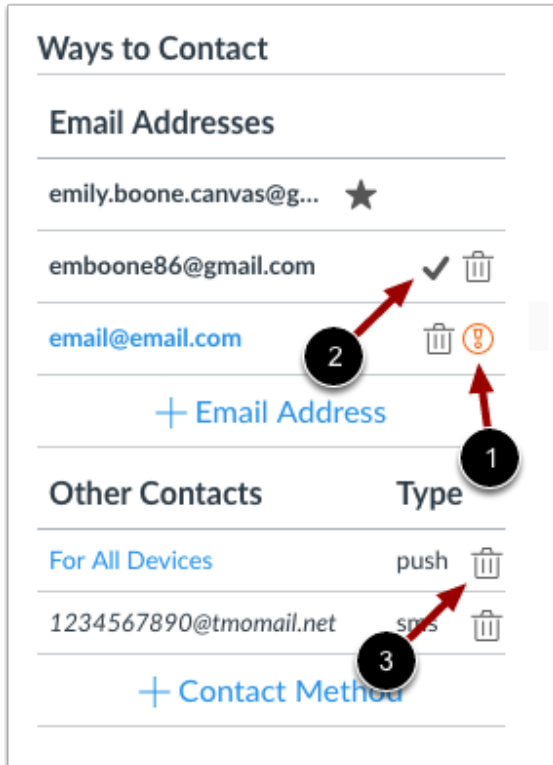 Ways to Contact
Email Addresses
emily.boone.canvas@g...
emboone86@gmail.com
2
email@email.com
+ Email Address
1
Other Contacts Type
For All Devices push
1234567890@tmomail.net sms
3
+ Contact Method